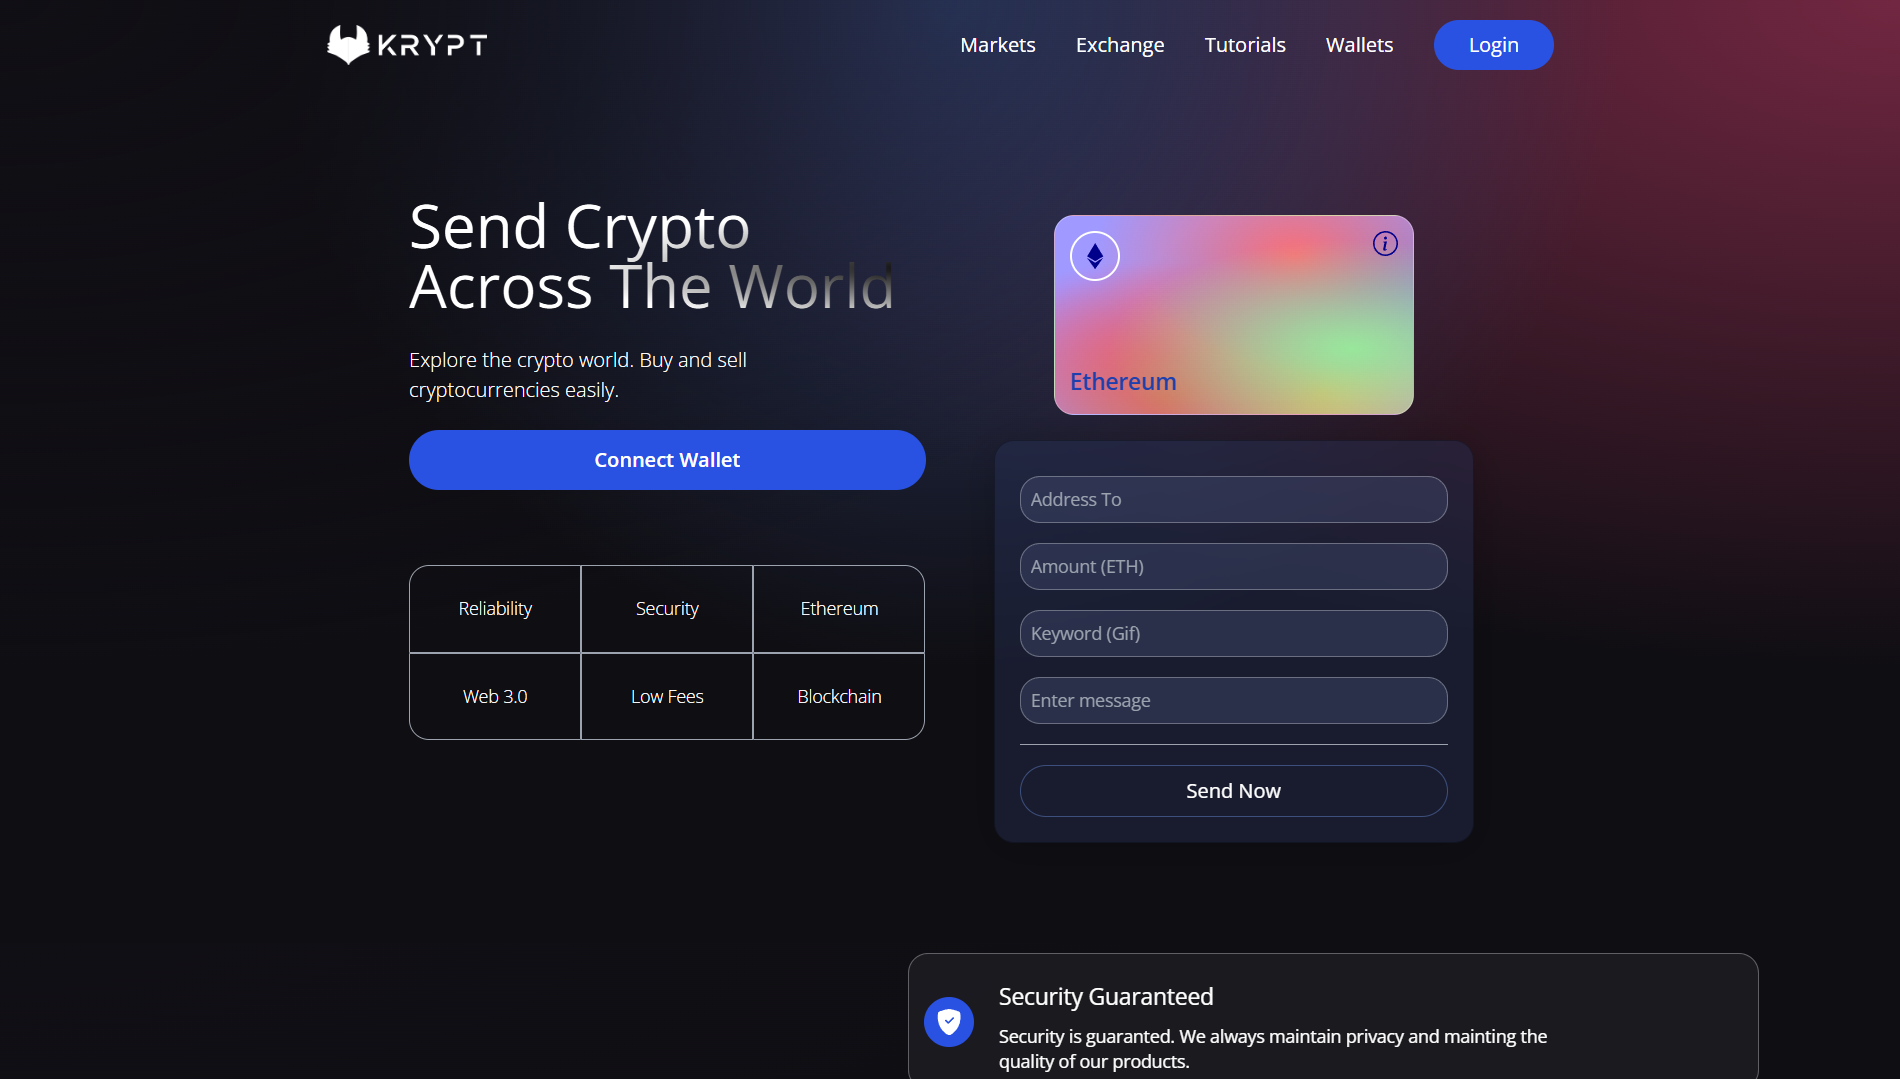 KRYPT
Markets
Exchange
Tutorials
Wallets
Login
Send Crypto
Across The World
Explore the crypto world. Buy and sell
cryptocurrencies easily.
Connect Wallet
Reliability
Security
Ethereum
Web 3.0
Low Fees
Blockchain
i
Ethereum
Address To
Amount (ETH)
Keyword (Gif)
Enter message
Send Now
Security Guaranteed
Security is guaranted. We always maintain privacy and mainting the
quality of our products.